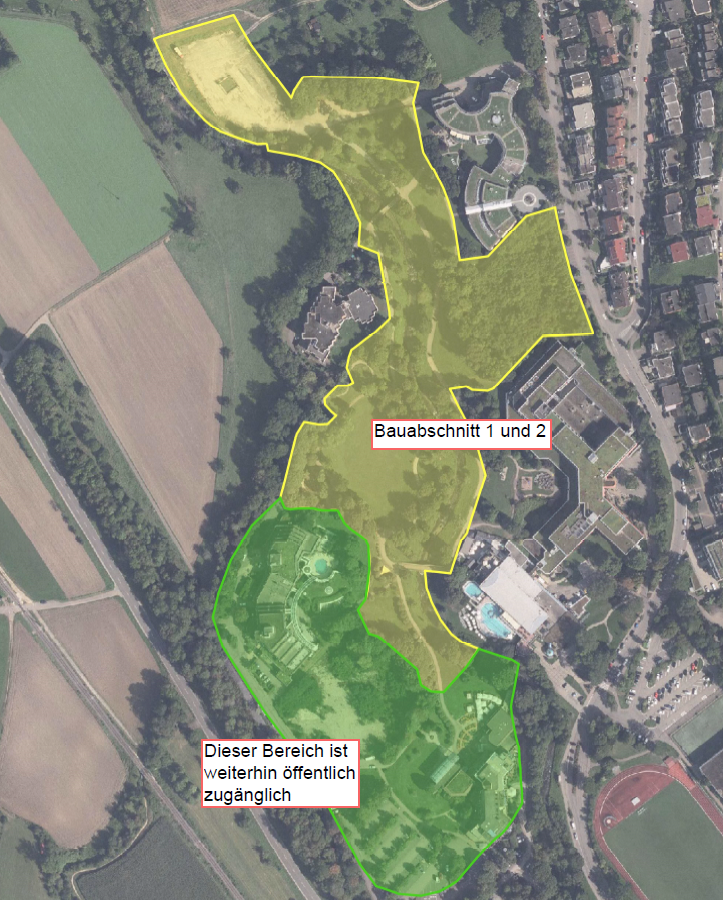 Bauabschnitt 1 und 2
Dieser Bereich ist
weiterhin öffentlich
zugänglich